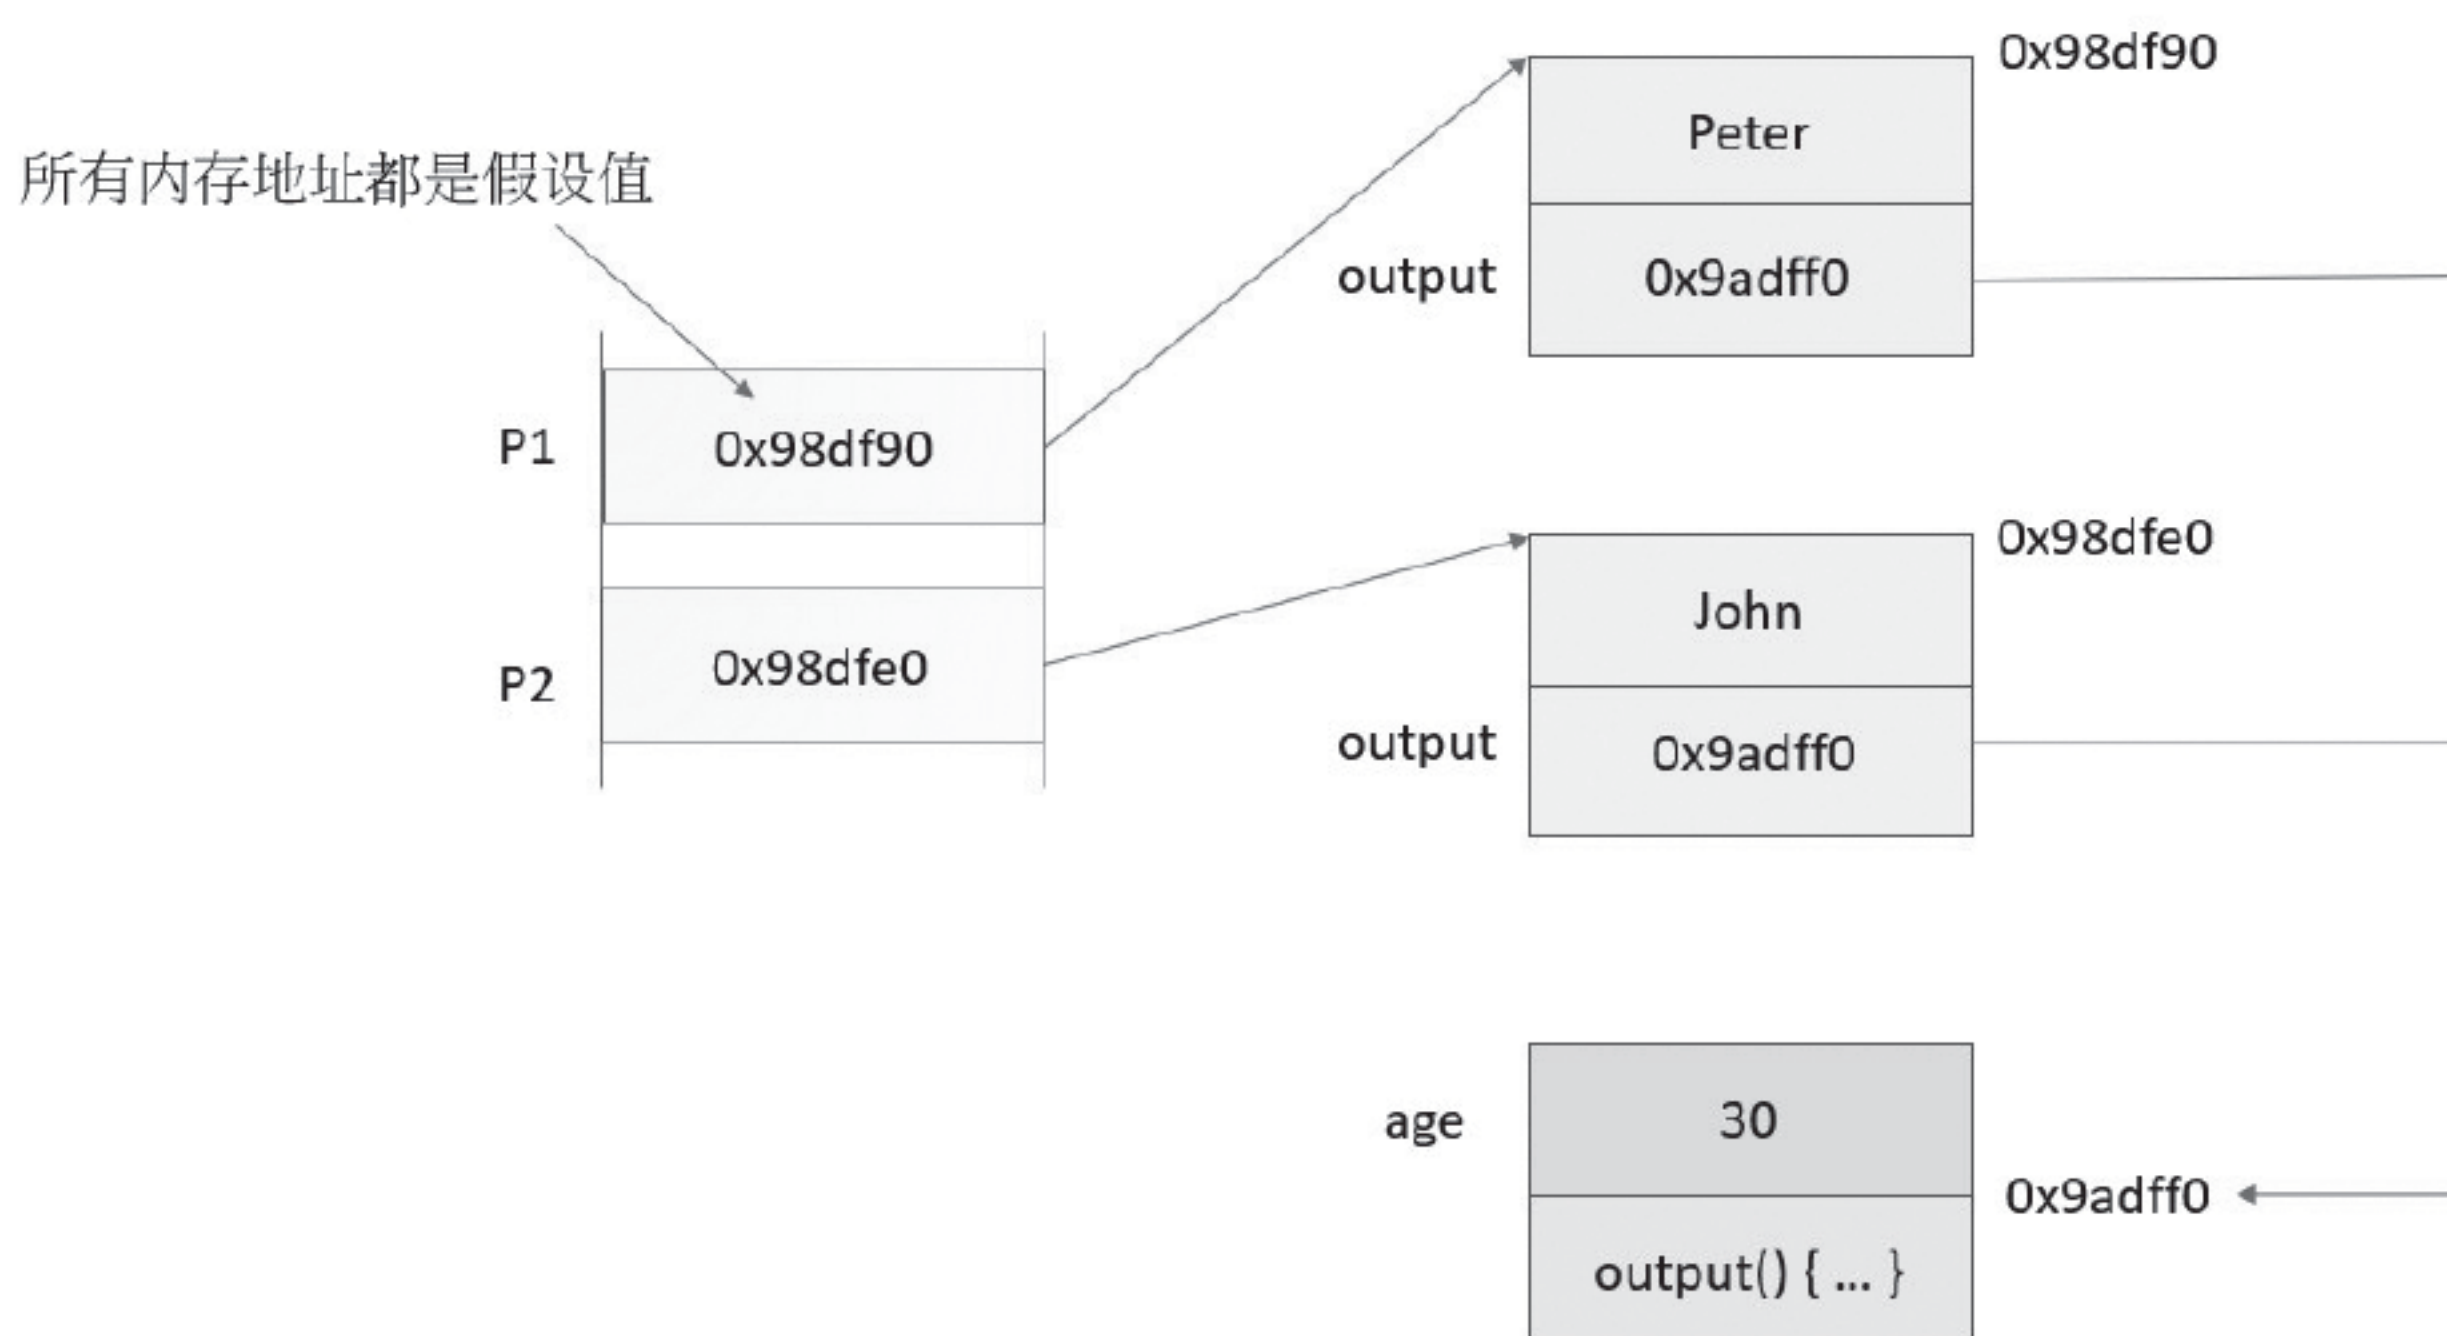 0x98df90
Peter
所有内存地址都是假设值
output
0x9adff0
P1
0x98df90
0x98dfe0
John
P2
0x98dfe0
output
0x9adff0
age
30
0x9adff0
output() { ... }